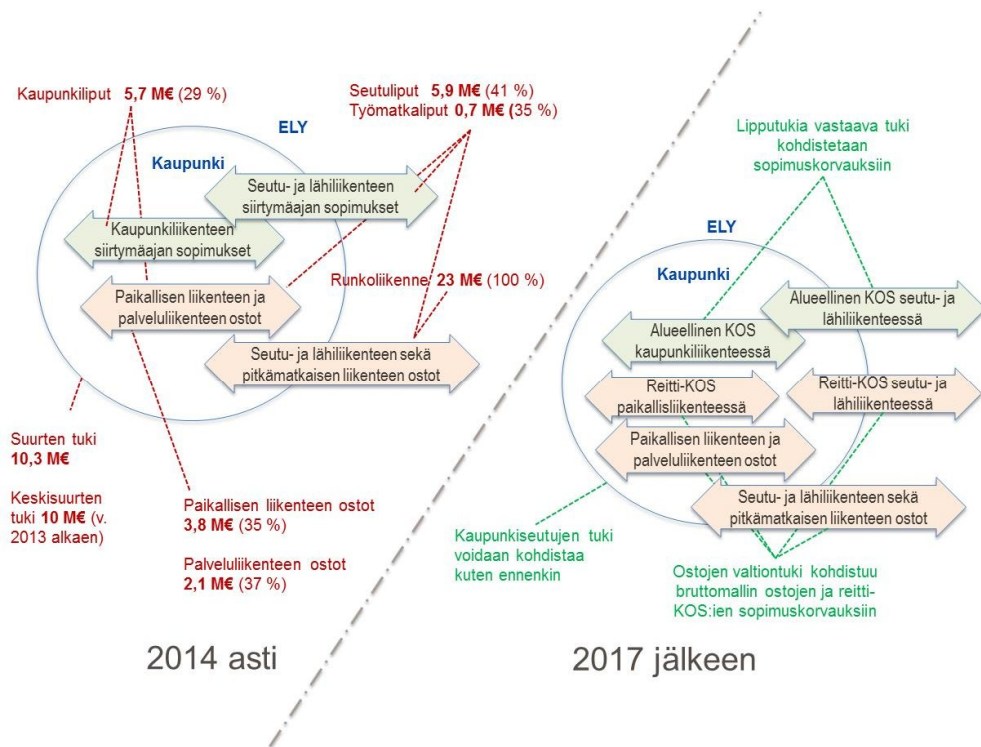 Kaupunkiliput 5,7 M€ (29 %)
Seutuliput 5,9 M€ (41 %)
Työmatkaliput 0,7 M€ (35 %)
ELY
Kaupunki
Seutu- ja lähiliikenteen
siirtymäajan sopimukset
Kaupunkiliikenteen
siirtymäajan sopimukset
Runkoliikenne 23 M€ (100 %)
Paikallisen liikenteen ja
palveluliikenteen ostot
Seutu- ja lähiliikenteen sekä
pitkämatkaisen liikenteen ostot
Suurten tuki
10,3 M€
Keskisuurten
tuki 10 M€ (v.
2013 alkaen)
Paikallisen liikenteen ostot
3,8 M€ (35 %)
Palveluliikenteen ostot
2,1 M€ (37 %)
2014 asti
Lipputukia vastaava tuki
kohdistetaan
sopimuskorvauksiin
ELY
Kaupunki
Alueellinen KOS seutu- ja
lähiliikenteessä
Alueellinen KOS
kaupunkiliikenteessä
Reitti-KOS
paikallisliikenteessä
Reitti-KOS seutu- ja
lähiliikenteessä
Paikallisen liikenteen ja
palveluliikenteen ostot
Seutu- ja lähiliikenteen sekä
pitkämatkaisen liikenteen ostot
Kaupunkiseutujen tuki
voidaan kohdistaa
kuten ennenkin
Ostojen valtiontuki kohdistuu
bruttomallin ostojen ja reitti-
KOS:ien sopimuskorvauksiin
2017 jälkeen